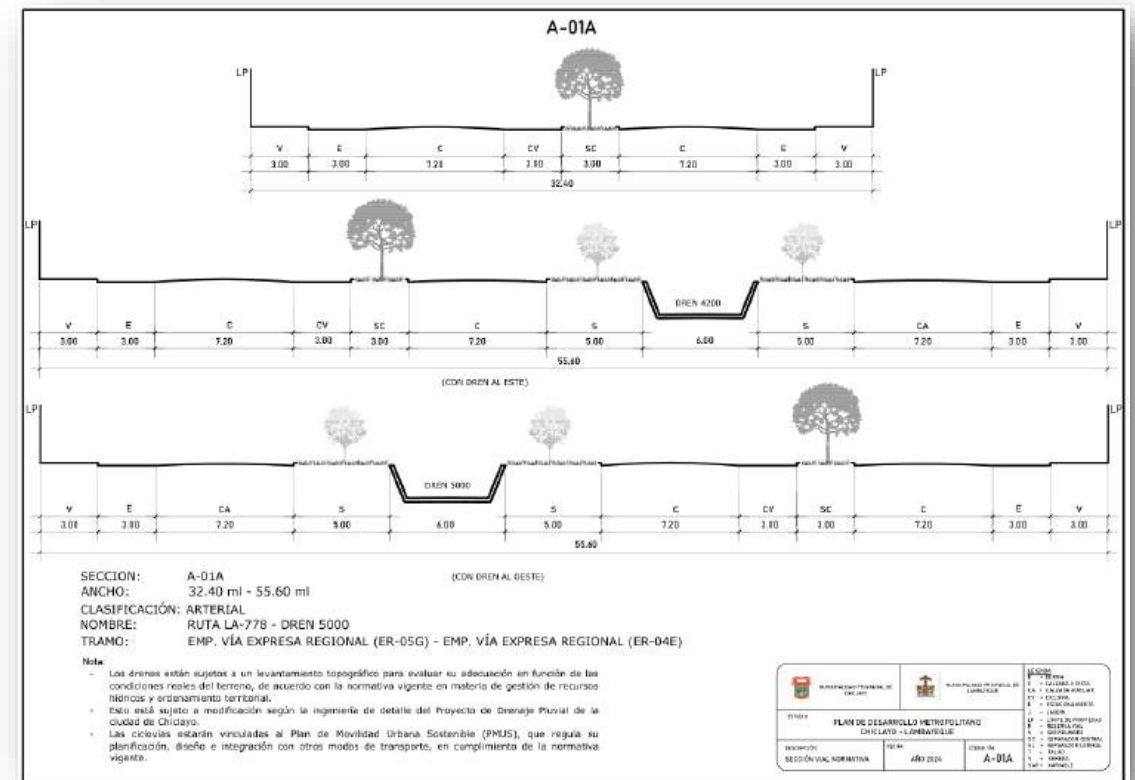 A-01A
LP LP
V E C CV SC C E V
3.00 3.00 7.20 3.00 3.00 7.20 3.00 3.00
32.40
LP LP
DREN 4200
V E C CV SC C S S CA E V
3.00 3.00 7.20 3.00 3.00 7.20 5.00 6.00 5.00 7.20 3.00 3.00
55.60
(CON DREN AL ESTE)
LP LP
DREN 5000
V E CA S S C CV SC C E V
3.00 3.00 7.20 5.00 6.00 5.00 7.20 3.00 3.00 7.20 3.00 3.00
55.60
(CON DREN AL OESTE)
SECCION: A-01A
ANCHO: 32.40 ml - 55.60 ml
CLASIFICACIÓN: ARTERIAL
NOMBRE: RUTA LA-778 - DREN 5000
TRAMO: EMP. VÍA EXPRESA REGIONAL (ER-05G) - EMP. VÍA EXPRESA REGIONAL (ER-04E)
Nota:
- Los drenes están sujetos a un levantamiento topográfico para evaluar su adecuación en función de las
condiciones reales del terreno, de acuerdo con la normativa vigente en materia de gestión de recursos
hídricos y ordenamiento territorial.
- Esto está sujeto a modificación según la ingeniería de detalle del Proyecto de Drenaje Pluvial de la
ciudad de Chiclayo.
- Las ciclovías estarán vinculadas al Plan de Movilidad Urbana Sostenible (PMUS), que regula su
planificación, diseño e integración con otros modos de transporte, en cumplimiento de la normativa
vigente.
MUNICIPALIDAD PROVINCIAL DE
CHICLAYO
MUNICIPALIDAD PROVINCIAL DE
LAMBAYEQUE
PLAN DE DESARROLLO METROPOLITANO
CHICLAYO - LAMBAYEQUE
DESCRIPCIÓN:
SECCIÓN VIAL NORMATIVA
FECHA:
AÑO 2024
A-01A
LEYENDA